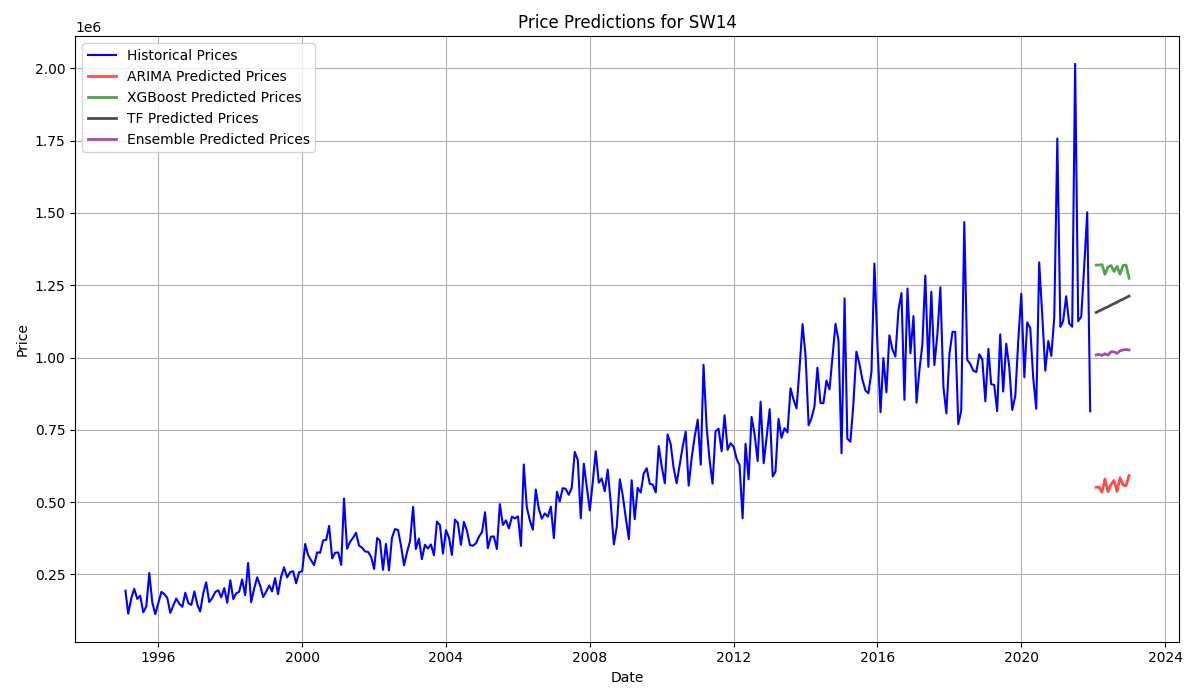 Price Predictions for SW14
1e6
Historical Prices
ARIMA Predicted Prices
XGBoost Predicted Prices
TF Predicted Prices
Ensemble Predicted Prices
2.00
1.75
1.50
1.25
1.00
0.75
0.50
0.25
Price
1996 2000 2004 2008 2012 2016 2020 2024
Date